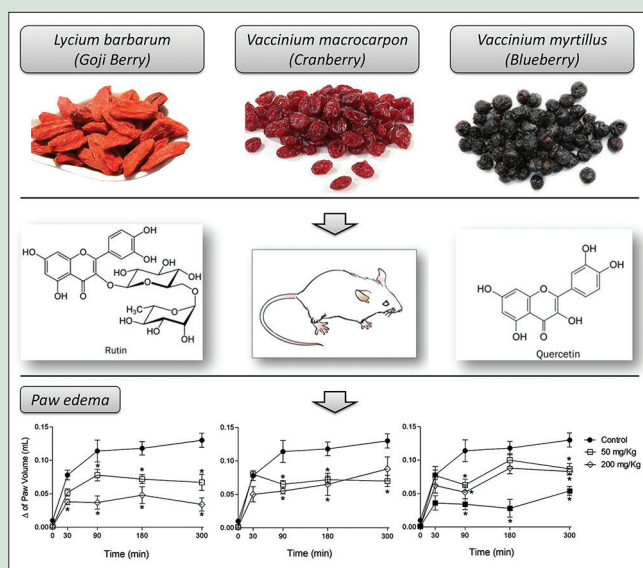 Lycium barbarum
(Goji Berry)
Vaccinium macrocarpon
(Cranberry)
Vaccinium myrtillus
(Blueberry)
OH
OH
HO
O
OH
O
O
HO
OH
OH
O
O
H₃C
O
HO
HO
OH
Rutin
OH
OH
HO
O
OH
OH
O
Quercetin
Paw edema
Δ of Paw Volume (mL)
0.15
0.10
0.05
0.00
0 30 90 180 300
Time (min)
* * *
* * * *
0.15
0.10
0.05
0.00
0 30 90 180 300
Time (min)
* *
* * *
0.15
0.10
0.05
0.00
0 30 90 180 300
Time (min)
* * *
*
* * *
Control
50 mg/Kg
200 mg/Kg